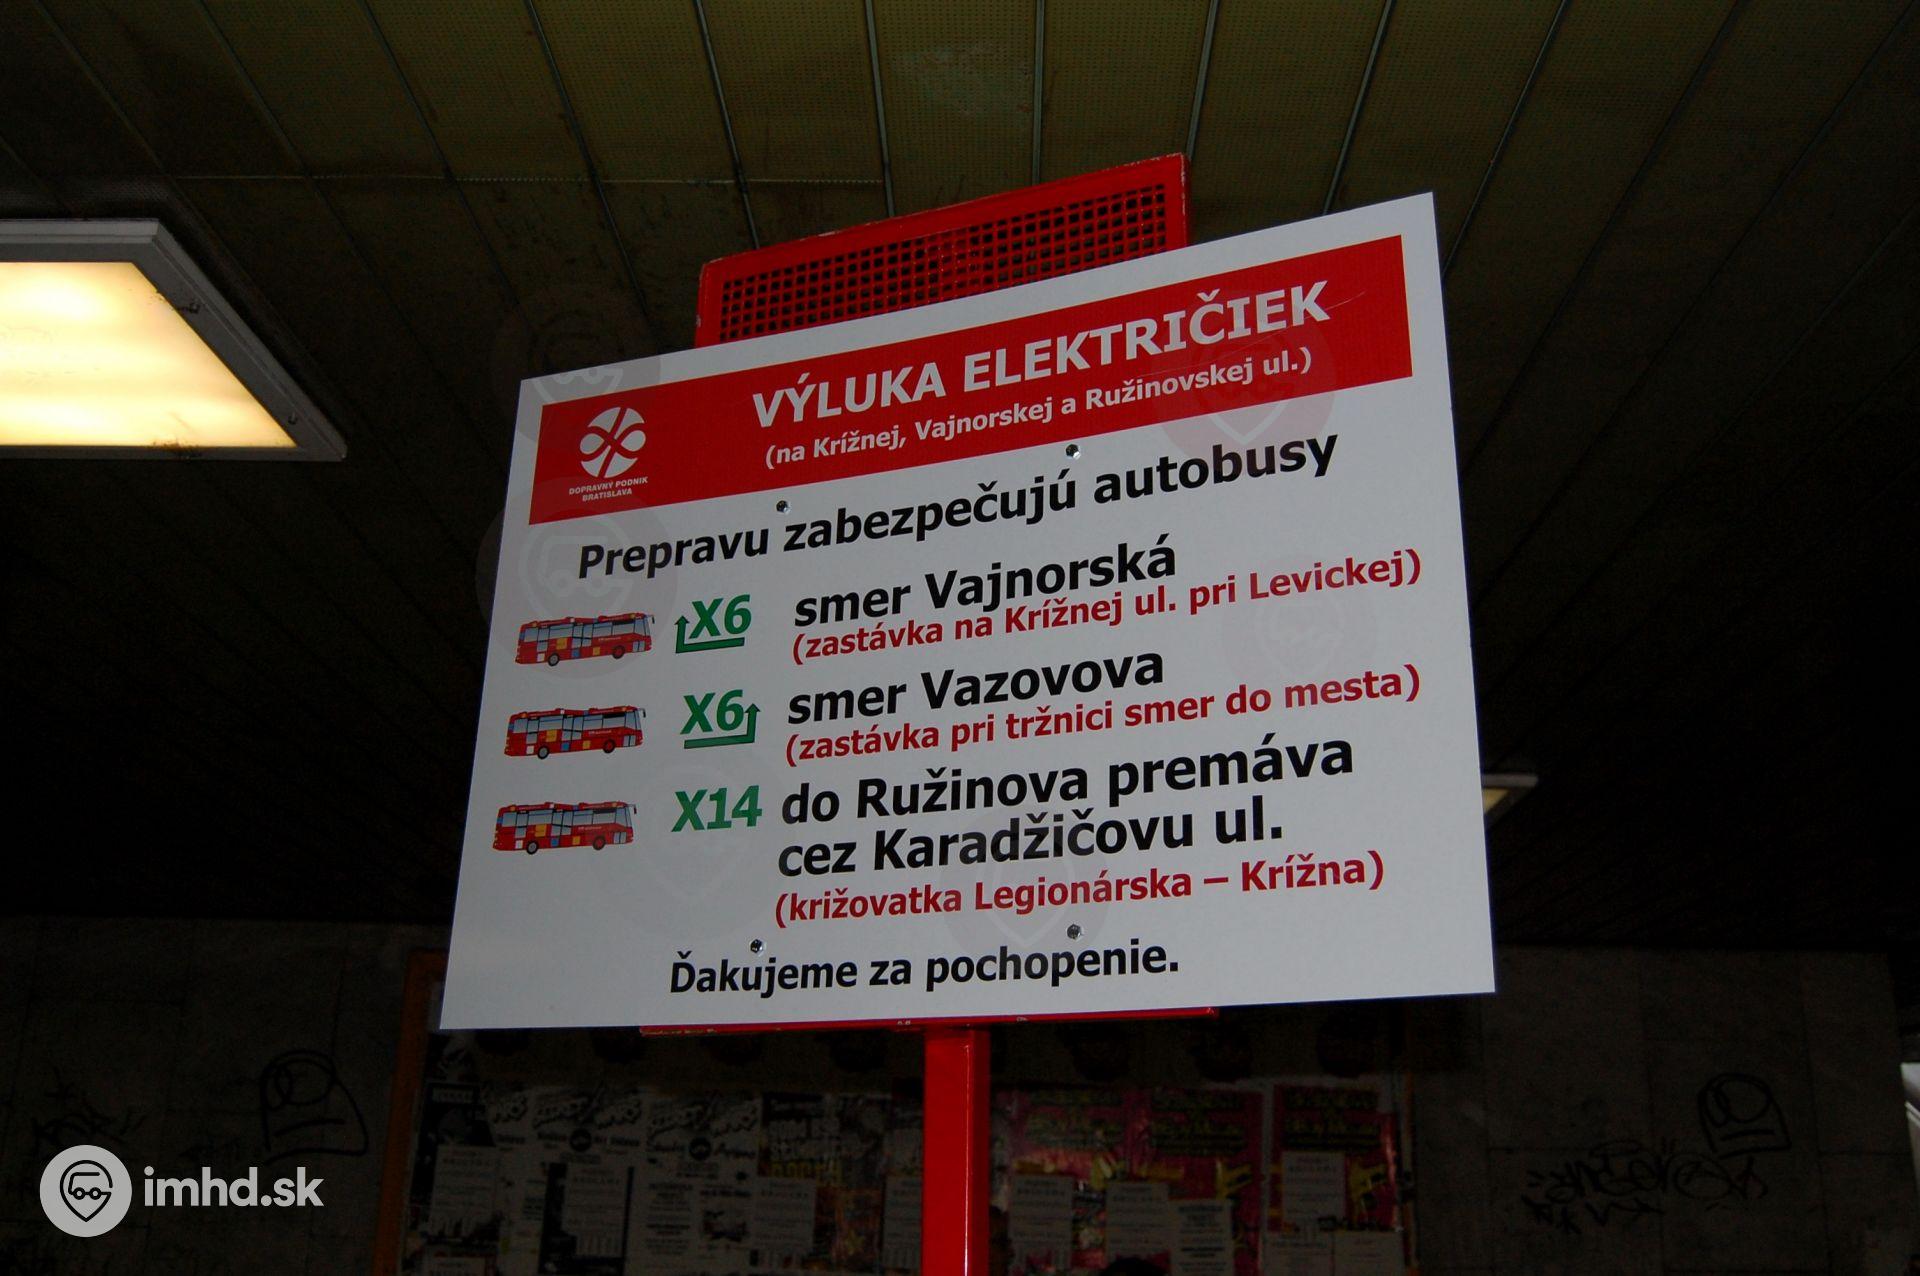 VÝLUKA ELEKTRIČIEK
(na Krížnej, Vajnorskej a Ružinovskej ul.)
DOPRAVNÝ PODNIK
BRATISLAVA
Prepravu zabezpečujú autobusy
X6 smer Vajnorská
(zastávka na Krížnej ul. pri Levickej)
X6 smer Vazovova
(zastávka pri tržnici smer do mesta)
X14 do Ružinova premáva
cez Karadžičovu ul.
(križovatka Legionárska – Krížna)
Ďakujeme za pochopenie.
imhd.sk